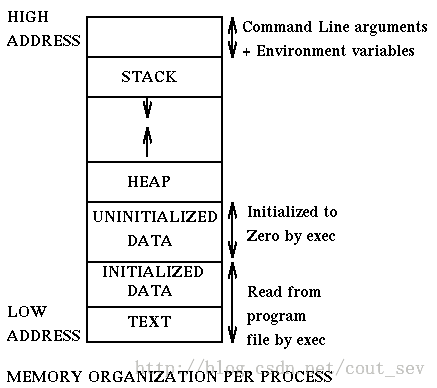 HIGH
ADDRESS
Command Line arguments
+ Environment variables
STACK
HEAP
UNINITIALIZED
DATA
Initialized to
Zero by exec
INITIALIZED
DATA
Read from
program
file by exec
LOW
ADDRESS
TEXT
http://blog.csdn.net/cout_sev
MEMORY ORGANIZATION PER PROCESS